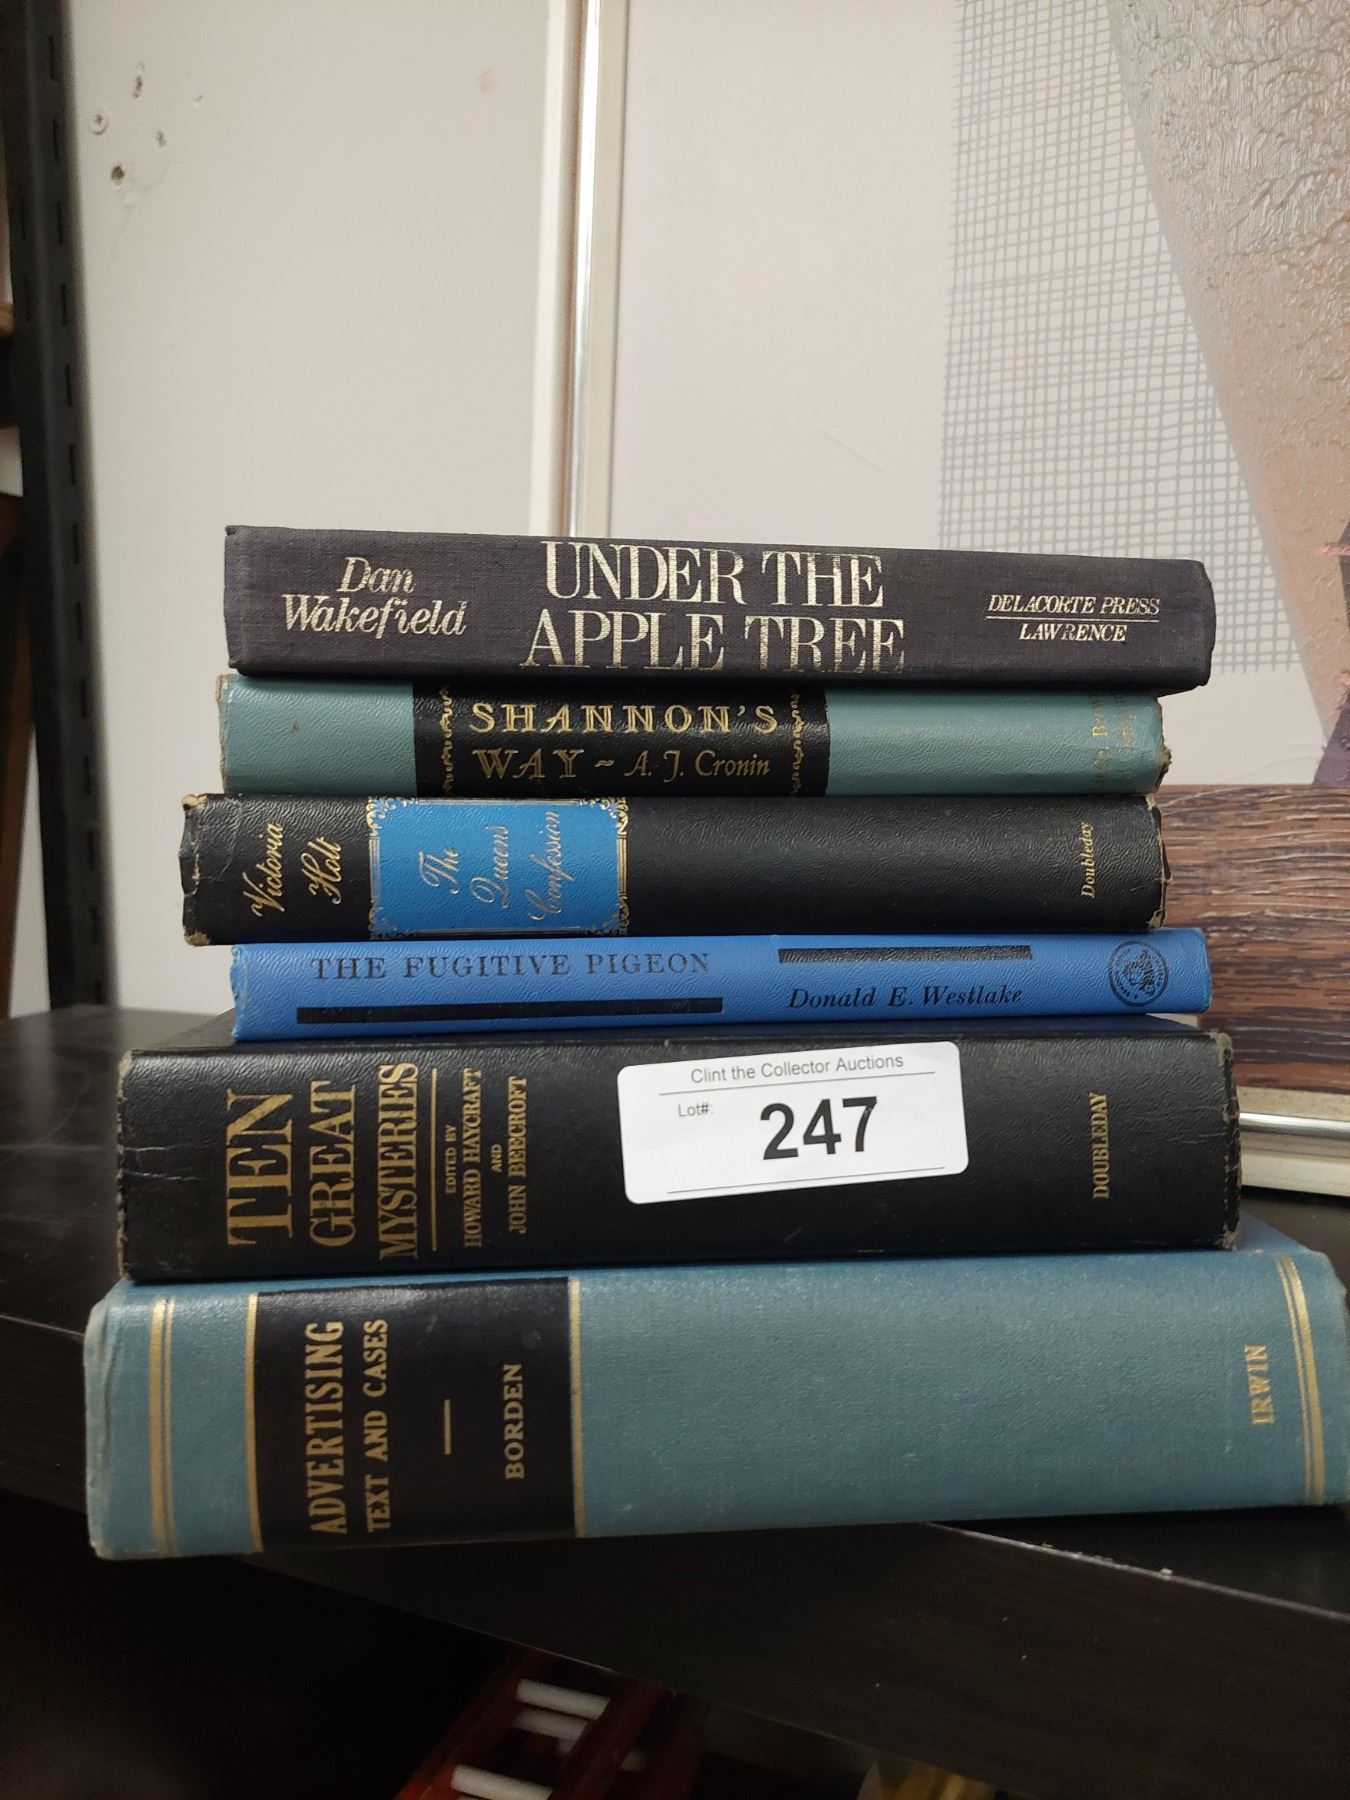 Dan
Wakefield
UNDER THE
APPLE TREE
DELACORTE PRESS
LAWRENCE
SHANNON'S
WAY ~ A. J. Cronin
Victoria
Holt
The
Queen's
Confession
Doubleday
THE FUGITIVE PIGEON
Donald E. Westlake
TEN
GREAT
MYSTERIES
EDITED BY
HOWARD HAYCRAFT
AND
JOHN BEECROFT
Clint the Collector Auctions
Lot#:
247
DOUBLEDAY
ADVERTISING
TEXT AND CASES
BORDEN
IRWIN